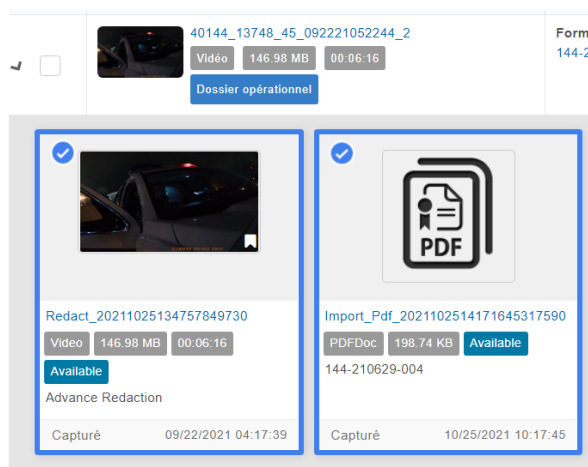 40144_13748_45_092221052244_2
Vidéo 146.98 MB 00:06:16
Dossier opérationnel
Form
144-2
PDF
Redact_20211025134757849730
Video 146.98 MB 00:06:16
Available
Advance Redaction
Capturé 09/22/2021 04:17:39
Import_Pdf_2021102514171645317590
PDFDoc 198.74 KB Available
144-210629-004
Capturé 10/25/2021 10:17:45